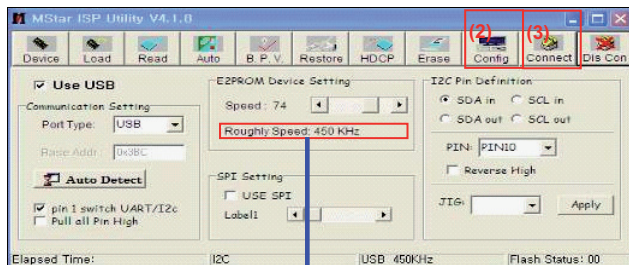 MStar ISP Utility V4.1.0
(2) (3)
Device Load Read Auto B. P. V. Restore HDCP Erase Config Connect Dis Con
Use USB
Communication Setting
Port Type: USB
Base Addr: 0x3BC
Auto Detect
pin 1 switch UART/I2c
Pull all Pin High
E2PROM Device Setting
Speed: 74
Roughly Speed: 450 KHz
SPI Setting
USE SPI
Label1
I2C Pin Definition
SDA in SCL in
SDA out SCL out
PIN: PIN10
Reverse High
JIG: Apply
Elapsed Time: I2C USB 450KHz Flash Status: 00